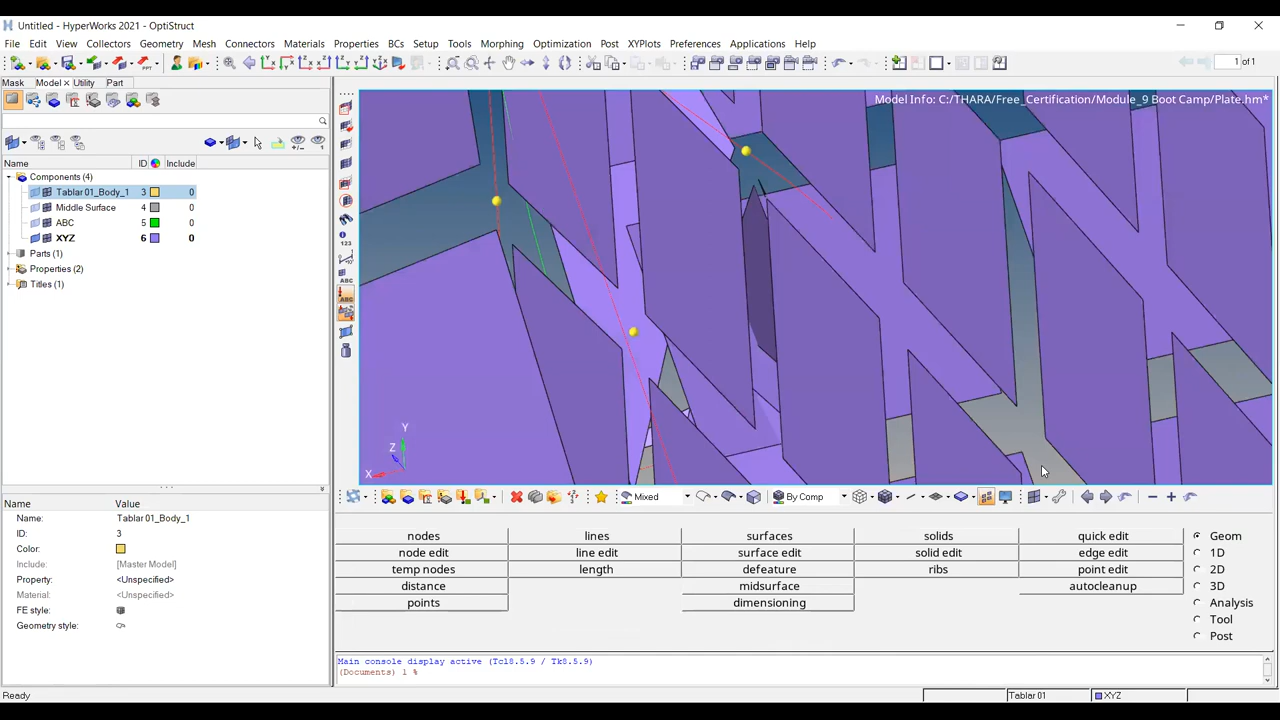 Untitled - HyperWorks 2021 - OptiStruct
File Edit View Collectors Geometry Mesh Connectors Materials Properties BCs Setup Tools Morphing Optimization Post XYPlots Preferences Applications Help
1 of 1
Mask Model × Utility Part
Model Info: C:/THARA/Free_Certification/Module_9 Boot Camp/Plate.hm*
Name ID Include
Components (4)
Tablar 01_Body_1 3 0
Middle Surface 4 0
ABC 5 0
XYZ 6 0
Parts (1)
Properties (2)
Titles (1)
123
ABC
ABC
Y
Z
X
Name Value
Name: Tablar 01_Body_1
ID: 3
Color:
Include: [Master Model]
Property: <Unspecified>
Material: <Unspecified>
FE style:
Geometry style:
Mixed By Comp
nodes lines surfaces solids quick edit Geom
node edit line edit surface edit solid edit edge edit 1D
temp nodes length defeature ribs point edit 2D
distance midsurface autocleanup 3D
points dimensioning Analysis
Tool
Post
Main console display active (Tcl8.5.9 / Tk8.5.9)
(Documents) 1 %
Ready Tablar 01 XYZ